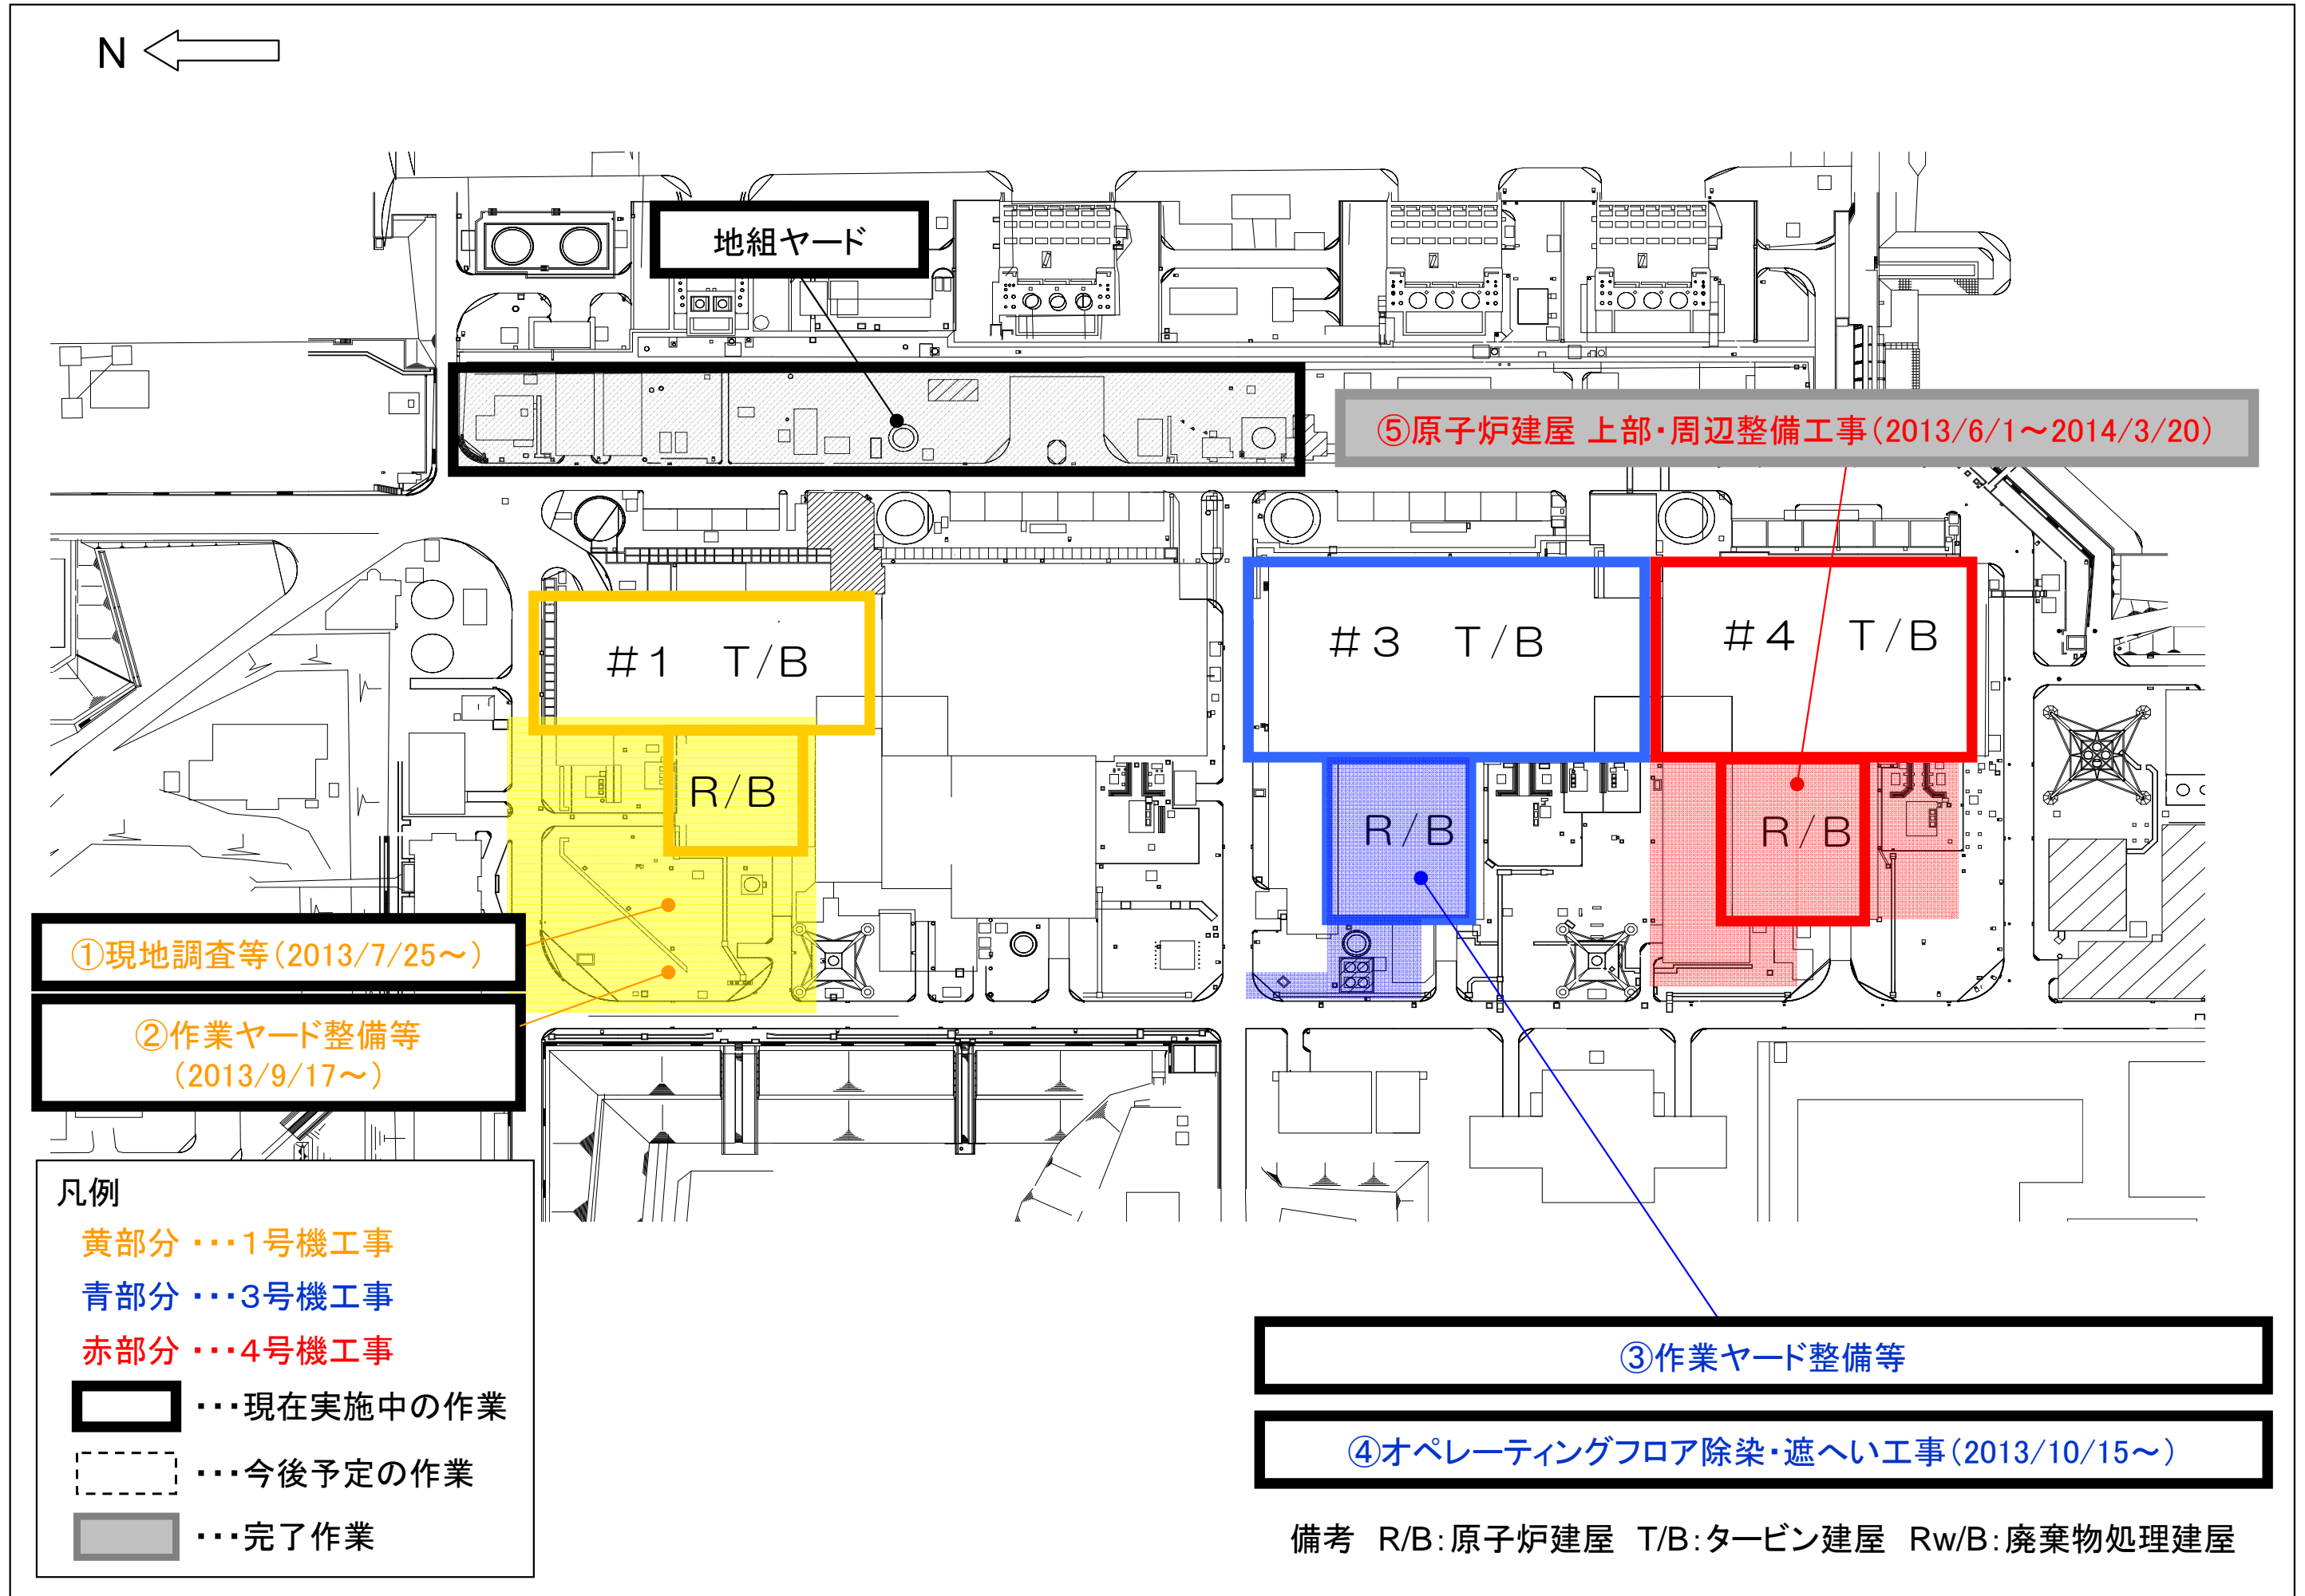 N
地組ヤード
⑤原子炉建屋 上部・周辺整備工事(2013/6/1～2014/3/20)
#1 T/B
#3 T/B
#4 T/B
R/B
R/B
R/B
①現地調査等(2013/7/25～)
②作業ヤード整備等
(2013/9/17～)
凡例
黄部分 ・・・1号機工事
青部分 ・・・3号機工事
赤部分 ・・・4号機工事
・・・現在実施中の作業
・・・今後予定の作業
・・・完了作業
③作業ヤード整備等
④オペレーティングフロア除染・遮へい工事(2013/10/15～)
備考 R/B:原子炉建屋 T/B:タービン建屋 Rw/B:廃棄物処理建屋